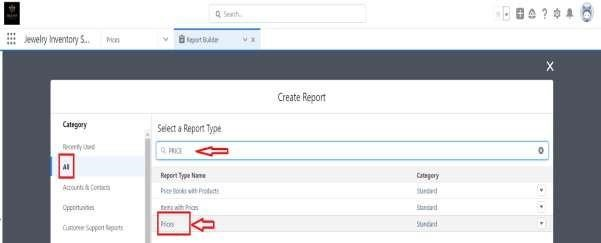 Search...
Jewelry Inventory S...
Prices
Report Builder
Create Report
Category
Recently Used
All
Accounts & Contacts
Opportunities
Customer Support Reports
Select a Report Type
PRICE
Report Type Name
Category
Price Books with Products
Standard
Items with Prices
Standard
Prices
Standard